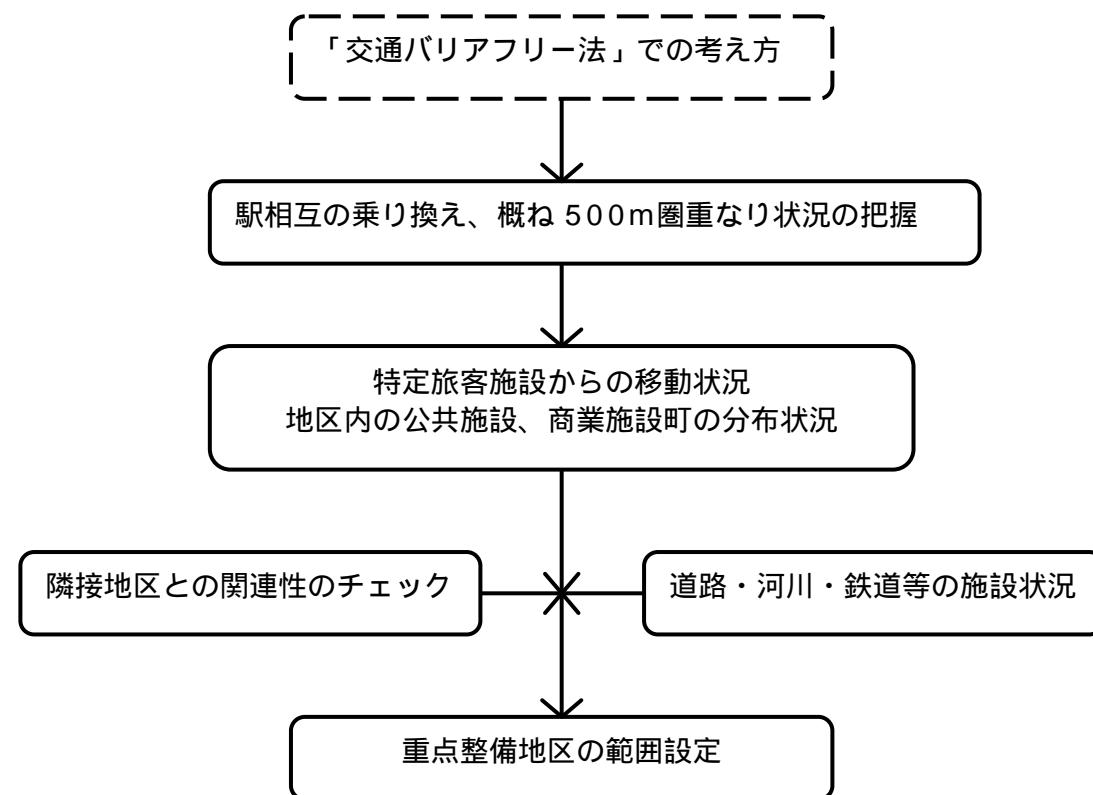 「交通バリアフリー法」での考え方
駅相互の乗り換え、概ね 500m圏重なり状況の把握
特定旅客施設からの移動状況
地区内の公共施設、商業施設町の分布状況
隣接地区との関連性のチェック
道路・河川・鉄道等の施設状況
重点整備地区の範囲設定